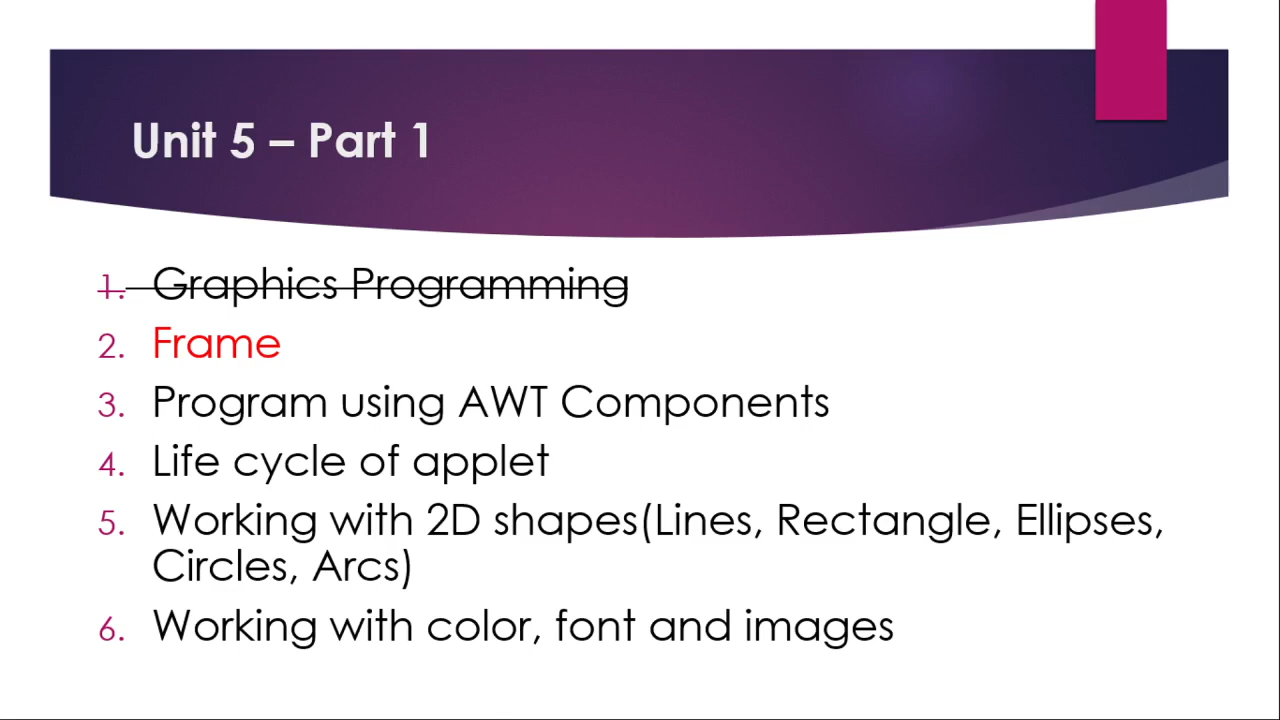 Unit 5 – Part 1
1. Graphics Programming
2. Frame
3. Program using AWT Components
4. Life cycle of applet
5. Working with 2D shapes(Lines, Rectangle, Ellipses,
Circles, Arcs)
6. Working with color, font and images